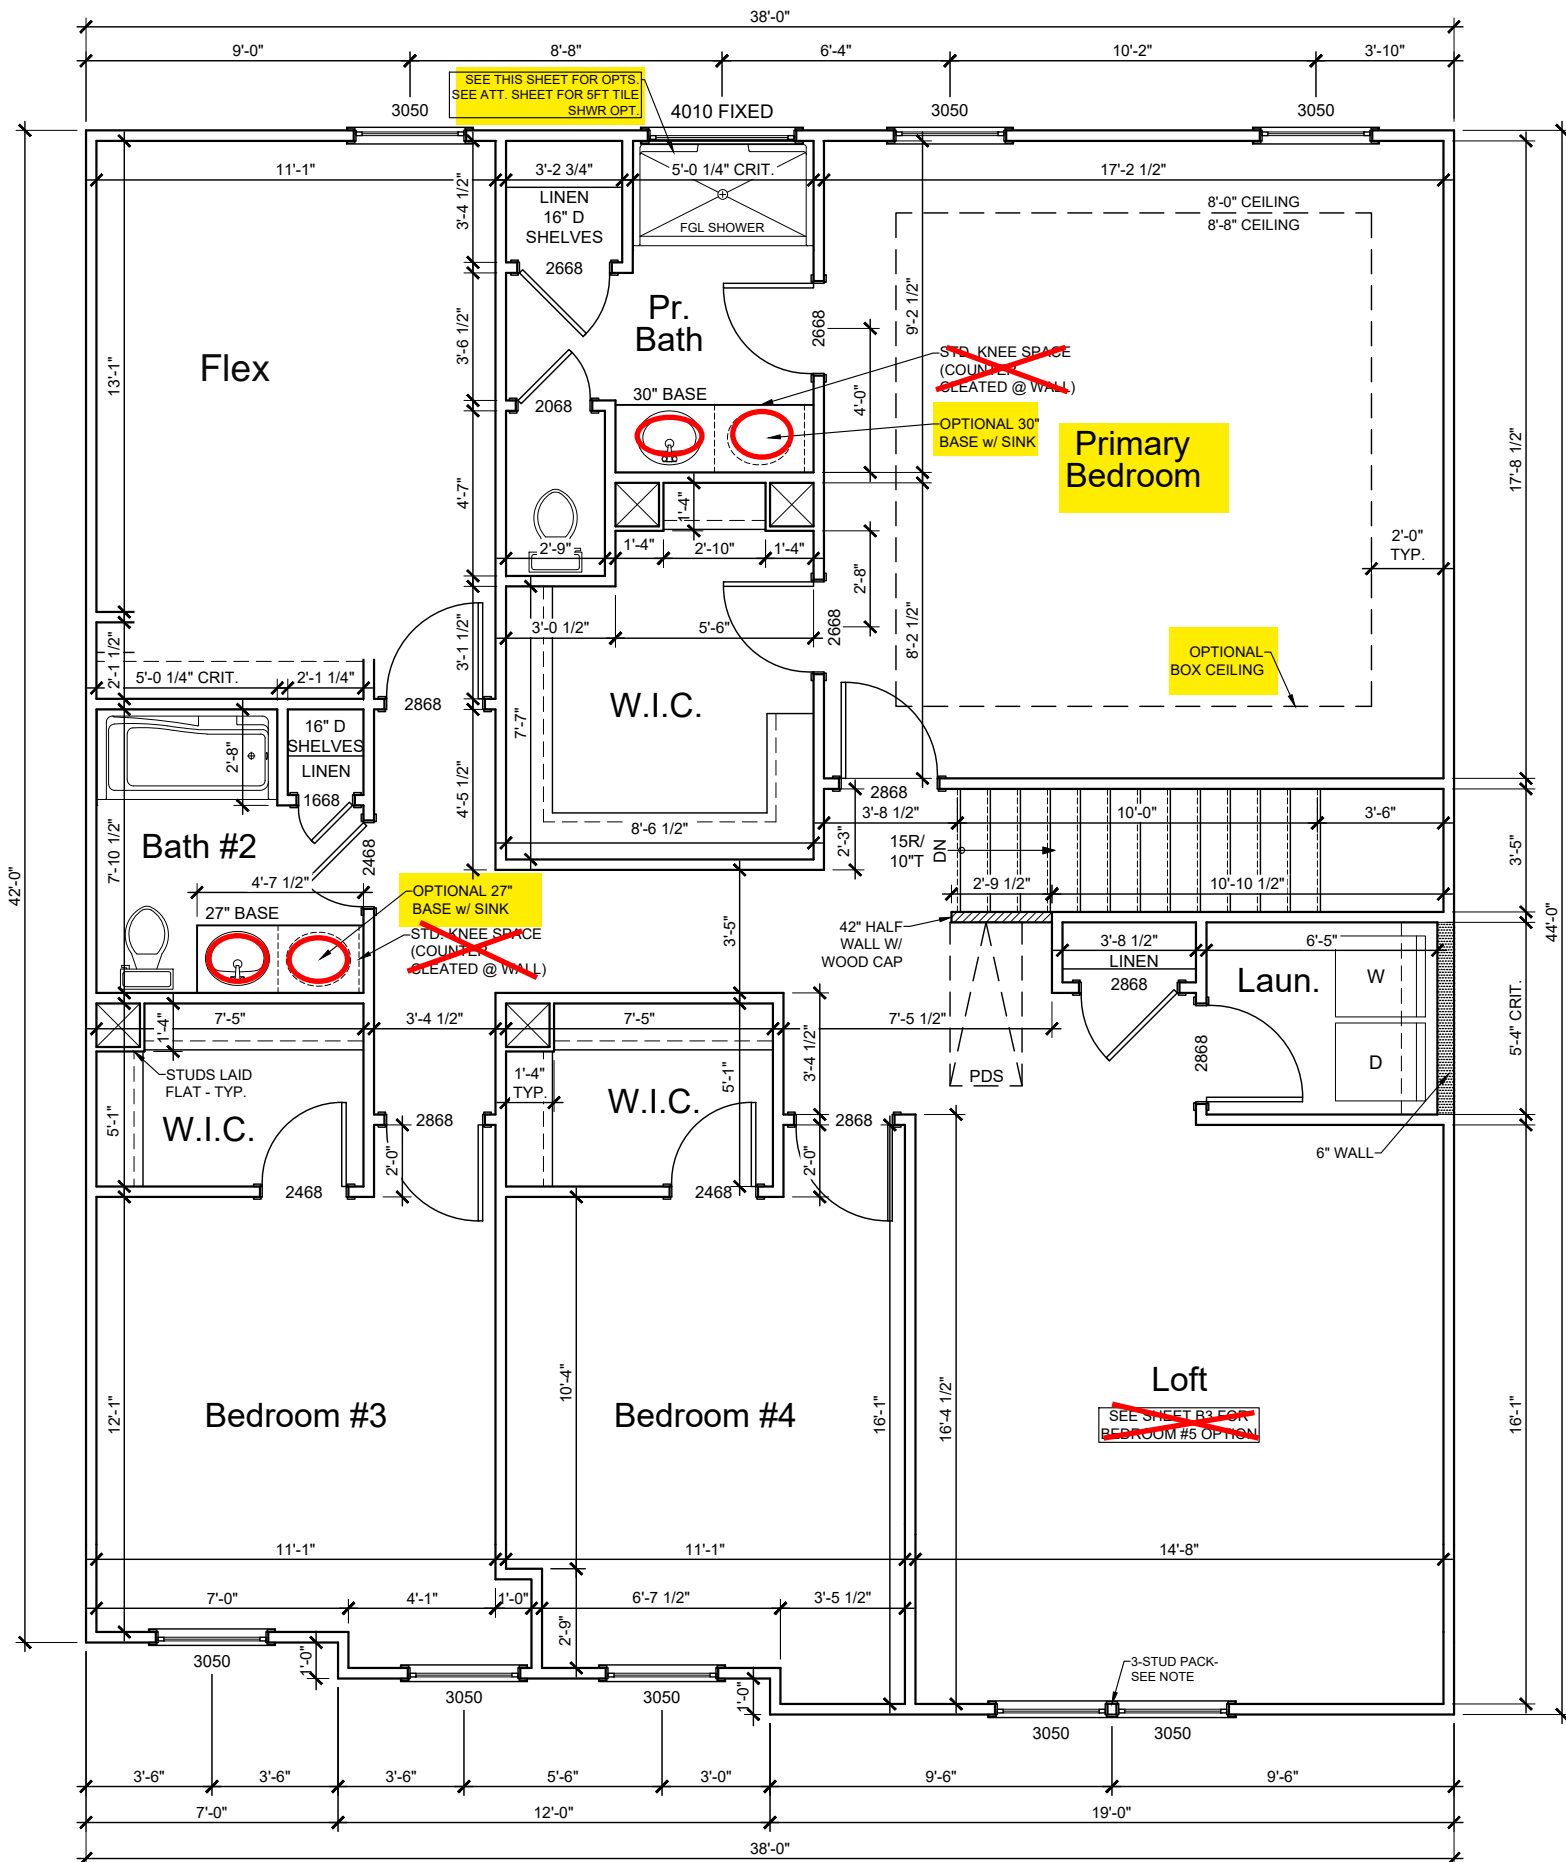 38'-0"
9'-0"
8'-8"
6'-4"
10'-2"
3'-10"
SEE THIS SHEET FOR OPTS.
SEE ATT. SHEET FOR 5FT TILE
SHWR OPT.
3050
4010 FIXED
3050
3050
11'-1"
3'-2 3/4"
5'-0 1/4" CRIT.
17'-2 1/2"
3'-4 1/2"
LINEN
16" D
SHELVES
FGL SHOWER
8'-0" CEILING
8'-8" CEILING
2668
Pr.
Bath
2668
9'-2 1/2"
3'-6 1/2"
13'-1"
Flex
STD. KNEE SPACE
(COUNTER
CLEATED @ WALL)
30" BASE
2068
4'-0"
OPTIONAL 30"
BASE w/ SINK
Primary
Bedroom
17'-8 1/2"
4'-7"
1'-4"
2'-9"
1'-4"
2'-10"
1'-4"
2'-0"
TYP.
2'-8"
3'-0 1/2"
5'-6"
2668
8'-2 1/2"
3'-1 1/2"
2'-1 1/2"
OPTIONAL
BOX CEILING
5'-0 1/4" CRIT.
2'-1 1/4"
2868
W.I.C.
7'-7"
16" D
SHELVES
LINEN
2'-8"
1668
4'-5 1/2"
2868
3'-8 1/2"
10'-0"
3'-6"
8'-6 1/2"
2'-3"
15R/
10"T
DN
3'-5"
7'-10 1/2"
Bath #2
2468
42'-0"
44'-0"
4'-7 1/2"
OPTIONAL 27"
BASE w/ SINK
2'-9 1/2"
10'-10 1/2"
27" BASE
STD. KNEE SPACE
(COUNTER
CLEATED @ WALL)
3'-5"
42" HALF
WALL W/
WOOD CAP
3'-8 1/2"
LINEN
2868
6'-5"
Laun.
W
D
5'-4" CRIT.
1'-4"
7'-5"
3'-4 1/2"
7'-5"
7'-5 1/2"
3'-4 1/2"
2868
STUDS LAID
FLAT - TYP.
1'-4"
TYP.
5'-1"
PDS
5'-1"
W.I.C.
W.I.C.
2868
2868
2'-0"
2'-0"
6" WALL
2468
2468
12'-1"
Bedroom #3
10'-4"
Bedroom #4
16'-1"
16'-4 1/2"
Loft
SEE SHEET B3 FOR
BEDROOM #5 OPTION
16'-1"
11'-1"
11'-1"
14'-8"
7'-0"
4'-1"
1'-0"
6'-7 1/2"
3'-5 1/2"
2'-9"
3050
1'-0"
3050
3050
1'-0"
3-STUD PACK-
SEE NOTE
3050
3050
3'-6"
3'-6"
3'-6"
5'-6"
3'-0"
9'-6"
9'-6"
7'-0"
12'-0"
19'-0"
38'-0"